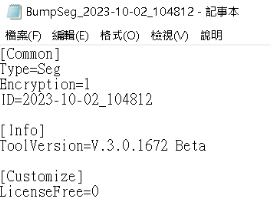 BumpSeg_2023-10-02_104812 - 記事本
檔案(F) 編輯(E) 格式(O) 檢視(V) 說明
[Common]
Type=Seg
Encryption=1
ID=2023-10-02_104812

[Info]
ToolVersion=V.3.0.1672 Beta

[Customize]
LicenseFree=0